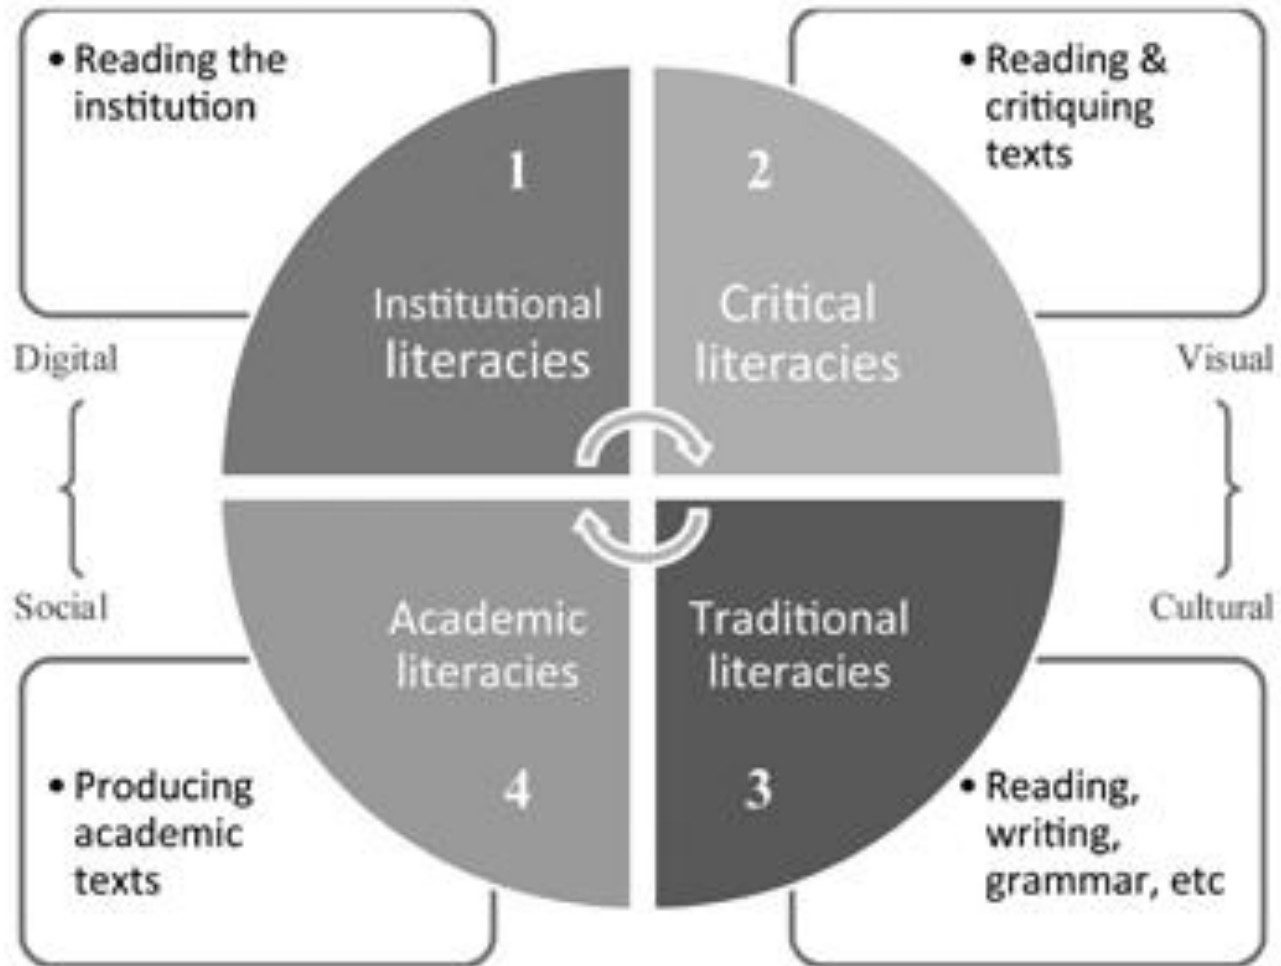 • Reading the
institution
• Reading &
critiquing
texts
1
Institutional
literacies
2
Critical
literacies
Digital
Social
Visual
Cultural
Academic
literacies
4
Traditional
literacies
3
• Producing
academic
texts
• Reading,
writing,
grammar, etc